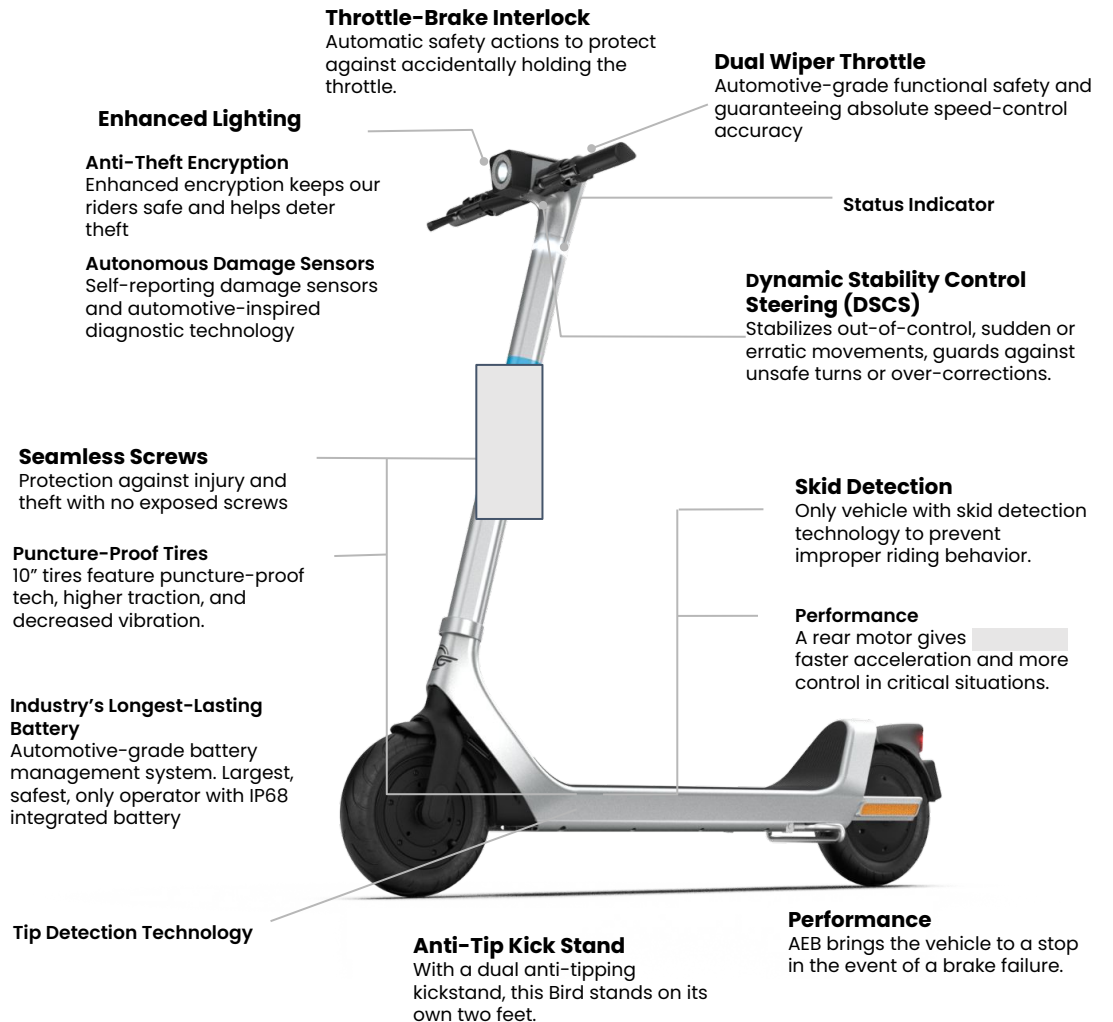 Throttle-Brake Interlock
Automatic safety actions to protect
against accidentally holding the
throttle.
Dual Wiper Throttle
Automotive-grade functional safety and
guaranteeing absolute speed-control
accuracy
Enhanced Lighting
Anti-Theft Encryption
Enhanced encryption keeps our
riders safe and helps deter
theft
Status Indicator
Autonomous Damage Sensors
Self-reporting damage sensors
and automotive-inspired
diagnostic technology
Dynamic Stability Control
Steering (DSCS)
Stabilizes out-of-control, sudden or
erratic movements, guards against
unsafe turns or over-corrections.
Seamless Screws
Protection against injury and
theft with no exposed screws
Skid Detection
Only vehicle with skid detection
technology to prevent
improper riding behavior.
Puncture-Proof Tires
10” tires feature puncture-proof
tech, higher traction, and
decreased vibration.
Performance
A rear motor gives
faster acceleration and more
control in critical situations.
Industry’s Longest-Lasting
Battery
Automotive-grade battery
management system. Largest,
safest, only operator with IP68
integrated battery
Tip Detection Technology
Anti-Tip Kick Stand
With a dual anti-tipping
kickstand, this Bird stands on its
own two feet.
Performance
AEB brings the vehicle to a stop
in the event of a brake failure.